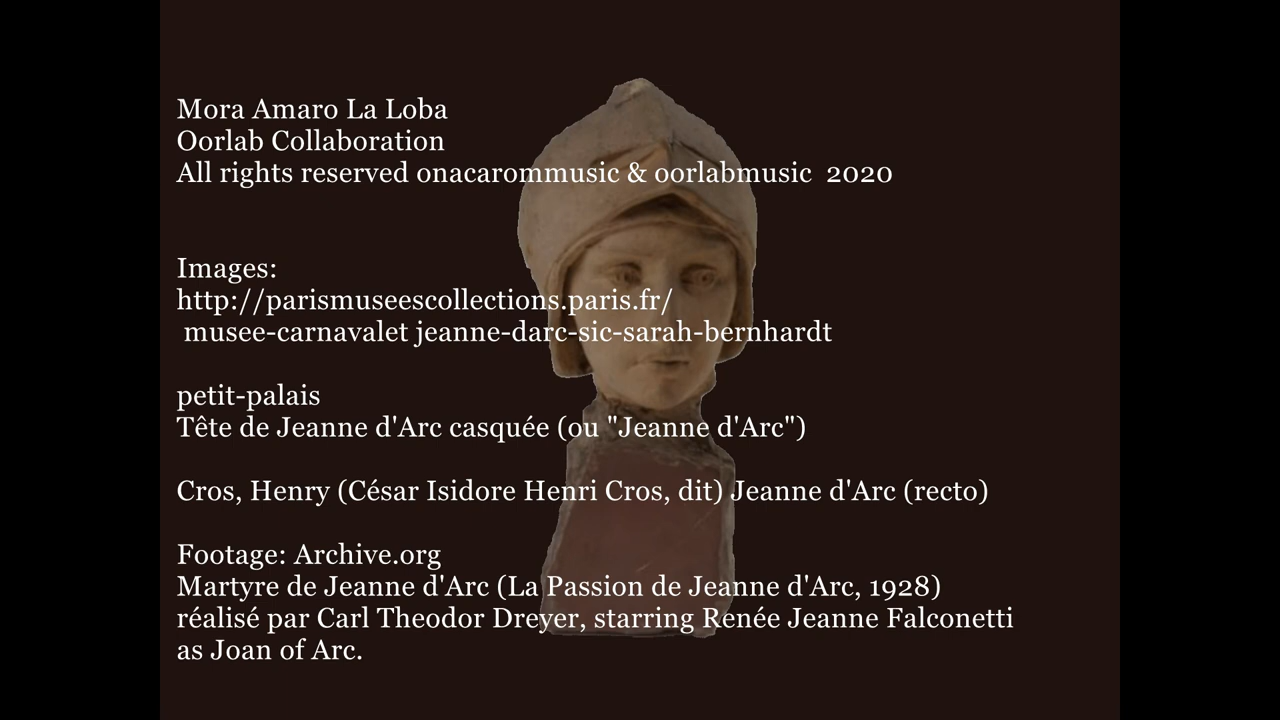 Mora Amaro La Loba
Oorlab Collaboration
All rights reserved onacarommusic & oorlabmusic  2020
Images:
http://parismuseescollections.paris.fr/
musee-carnavalet jeanne-darc-sic-sarah-bernhardt
petit-palais
Tête de Jeanne d'Arc casquée (ou "Jeanne d'Arc")
Cros, Henry (César Isidore Henri Cros, dit) Jeanne d'Arc (recto)
Footage: Archive.org
Martyre de Jeanne d'Arc (La Passion de Jeanne d'Arc, 1928)
réalisé par Carl Theodor Dreyer, starring Renée Jeanne Falconetti
as Joan of Arc.